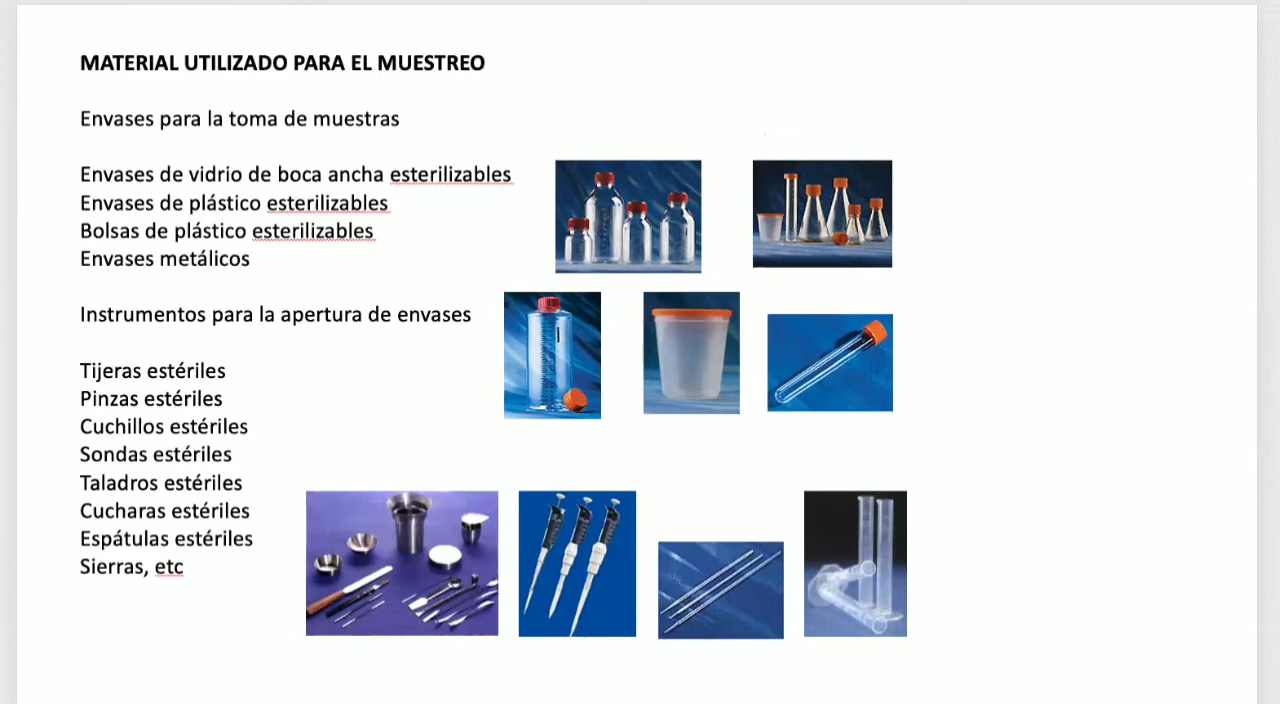 MATERIAL UTILIZADO PARA EL MUESTREO
Envases para la toma de muestras
Envases de vidrio de boca ancha esterilizables
Envases de plástico esterilizables
Bolsas de plástico esterilizables
Envases metálicos
Instrumentos para la apertura de envases
Tijeras estériles
Pinzas estériles
Cuchillos estériles
Sondas estériles
Taladros estériles
Cucharas estériles
Espátulas estériles
Sierras, etc